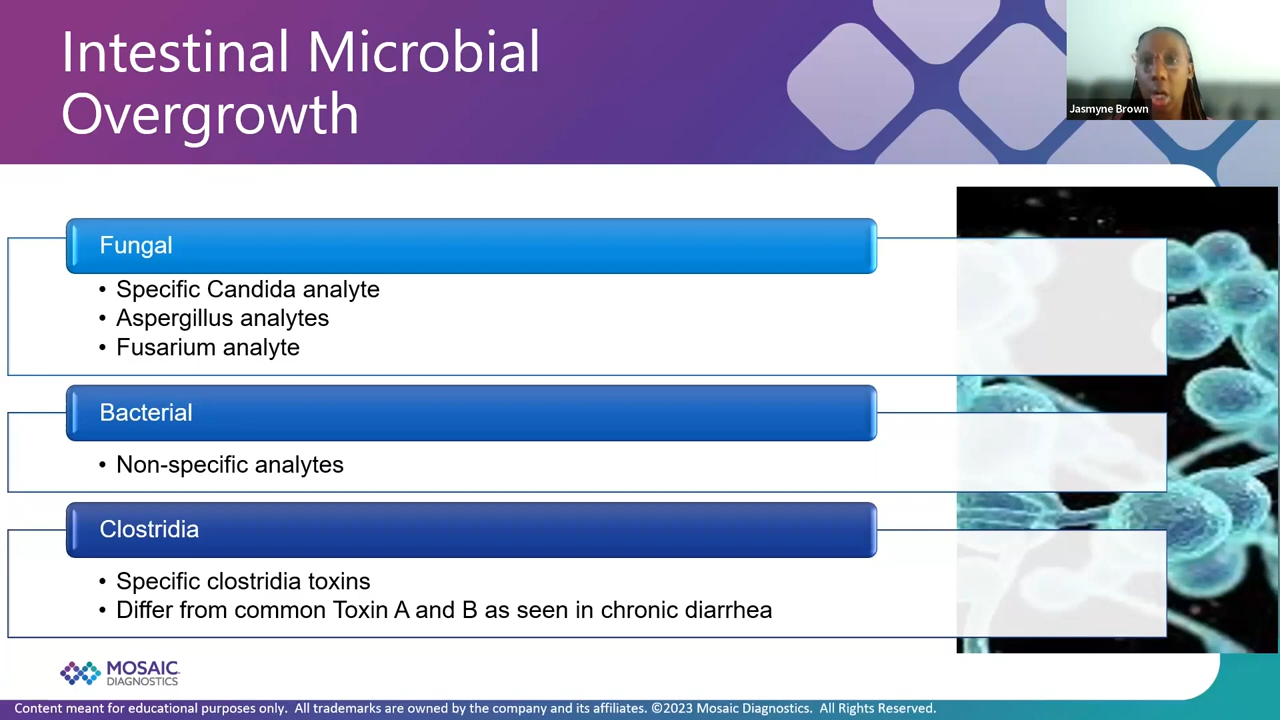 Intestinal Microbial
Overgrowth
Jasmyne Brown
Fungal
• Specific Candida analyte
• Aspergillus analytes
• Fusarium analyte
Bacterial
• Non-specific analytes
Clostridia
• Specific clostridia toxins
• Differ from common Toxin A and B as seen in chronic diarrhea
MOSAIC
DIAGNOSTICS
Content meant for educational purposes only. All trademarks are owned by the company and its affiliates. ©2023 Mosaic Diagnostics. All Rights Reserved.